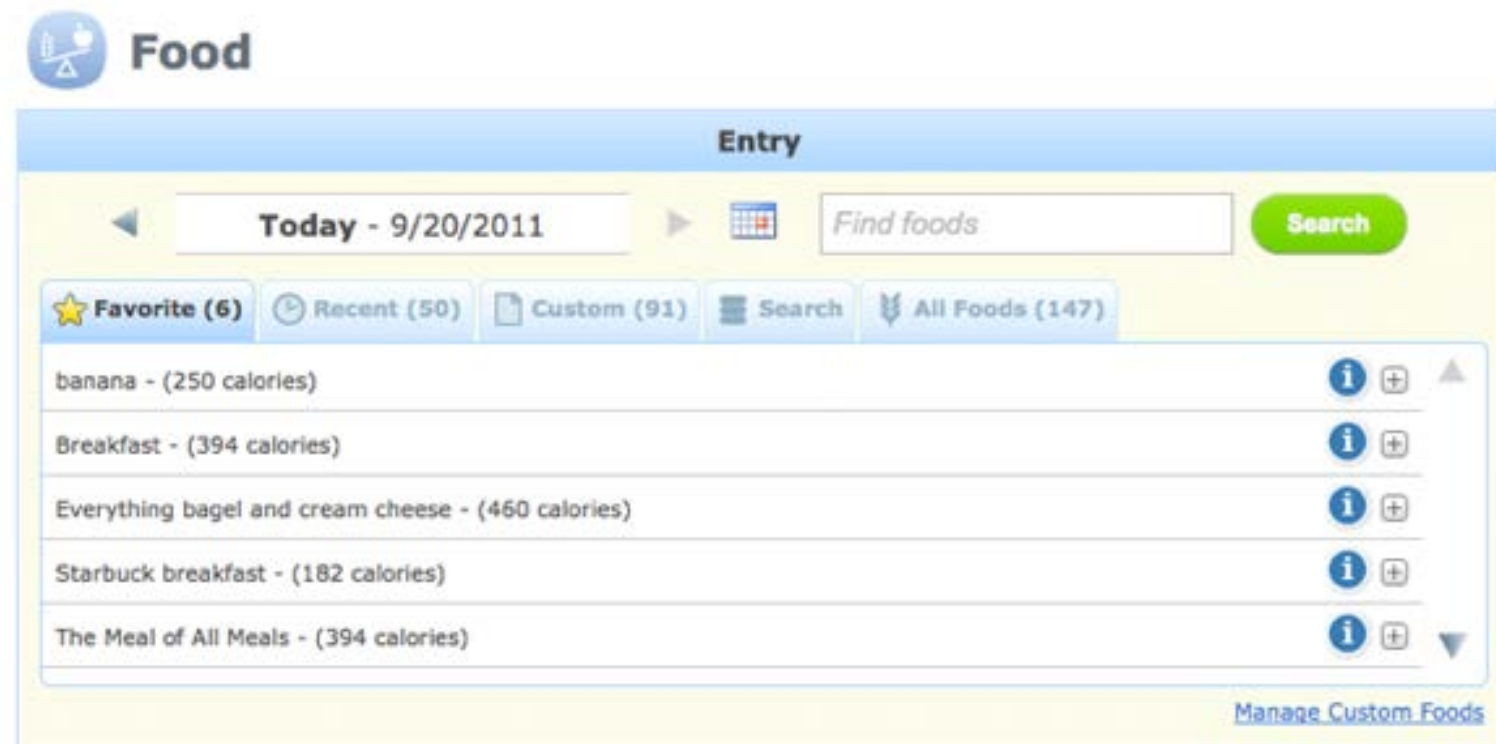 Food
Entry
Today - 9/20/2011
Find foods
Search
Favorite (6)
Recent (50)
Custom (91)
Search
All Foods (147)
banana - (250 calories)
Breakfast - (394 calories)
Everything bagel and cream cheese - (460 calories)
Starbuck breakfast - (182 calories)
The Meal of All Meals - (394 calories)
Manage Custom Foods